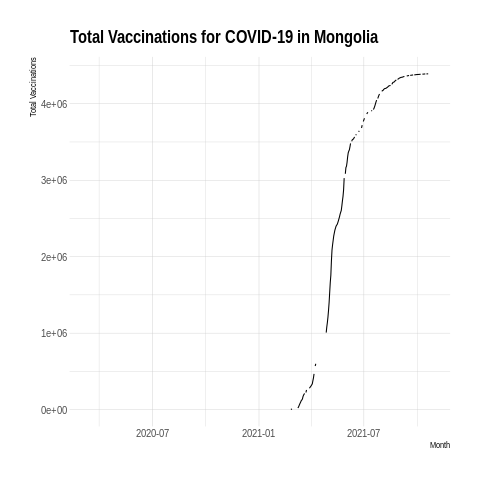 Total Vaccinations for COVID-19 in Mongolia
Total Vaccinations
4e+06
3e+06
2e+06
1e+06
0e+00
2020-07
2021-01
2021-07
Month